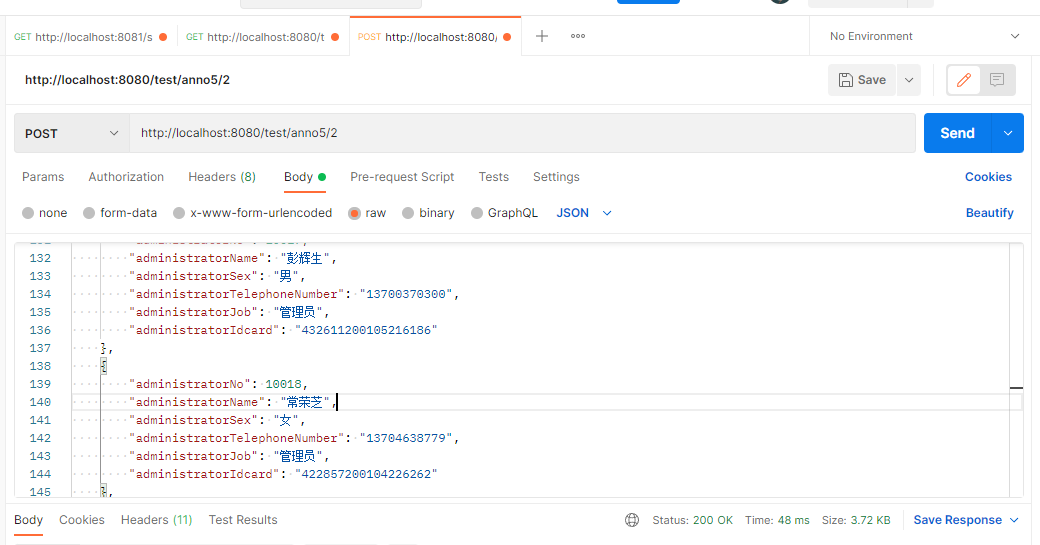 GET http://localhost:8081/s
GET http://localhost:8080/t
POST http://localhost:8080/
No Environment
http://localhost:8080/test/anno5/2
Save
POST
http://localhost:8080/test/anno5/2
Send
Params Authorization Headers (8) Body Pre-request Script Tests Settings Cookies
none form-data x-www-form-urlencoded raw binary GraphQL JSON Beautify
132 "administratorName": "彭辉生",
133 "administratorSex": "男",
134 "administratorTelephoneNumber": "13700370300",
135 "administratorJob": "管理员",
136 "administratorIdcard": "432611200105216186"
137 },
138 {
139 "administratorNo": 10018,
140 "administratorName": "常荣芝",
141 "administratorSex": "女",
142 "administratorTelephoneNumber": "13704638779",
143 "administratorJob": "管理员",
144 "administratorIdcard": "422857200104226262"
145 },
Body Cookies Headers (11) Test Results Status: 200 OK Time: 48 ms Size: 3.72 KB Save Response